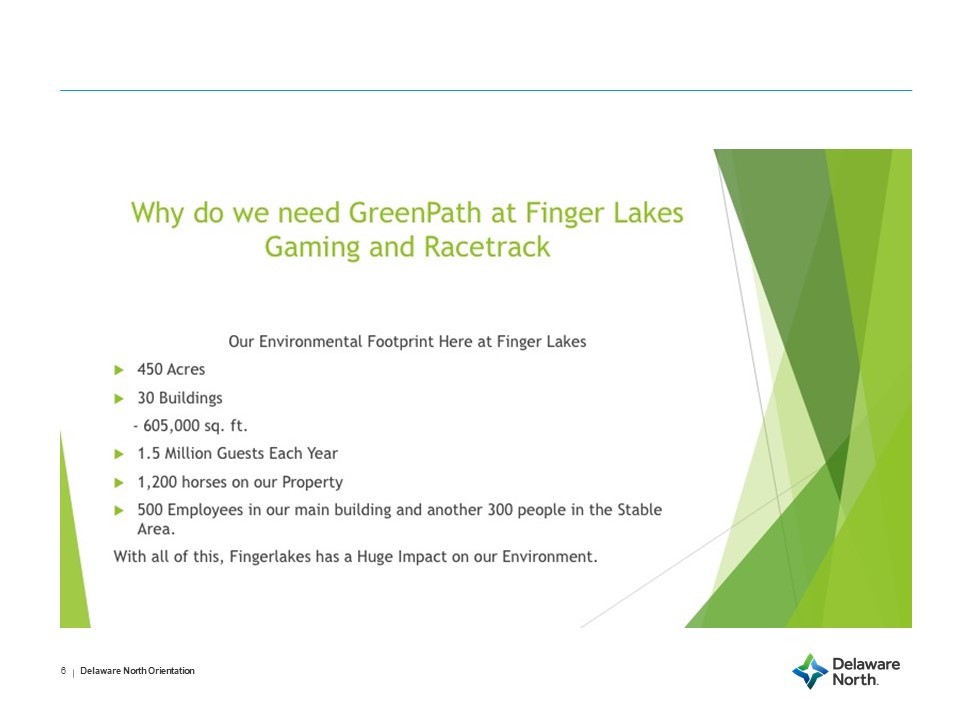 Why do we need GreenPath at Finger Lakes
Gaming and Racetrack
Our Environmental Footprint Here at Finger Lakes
450 Acres
30 Buildings
- 605,000 sq. ft.
1.5 Million Guests Each Year
1,200 horses on our Property
500 Employees in our main building and another 300 people in the Stable
Area.
With all of this, Fingerlakes has a Huge Impact on our Environment.
6 | Delaware North Orientation
Delaware
North.